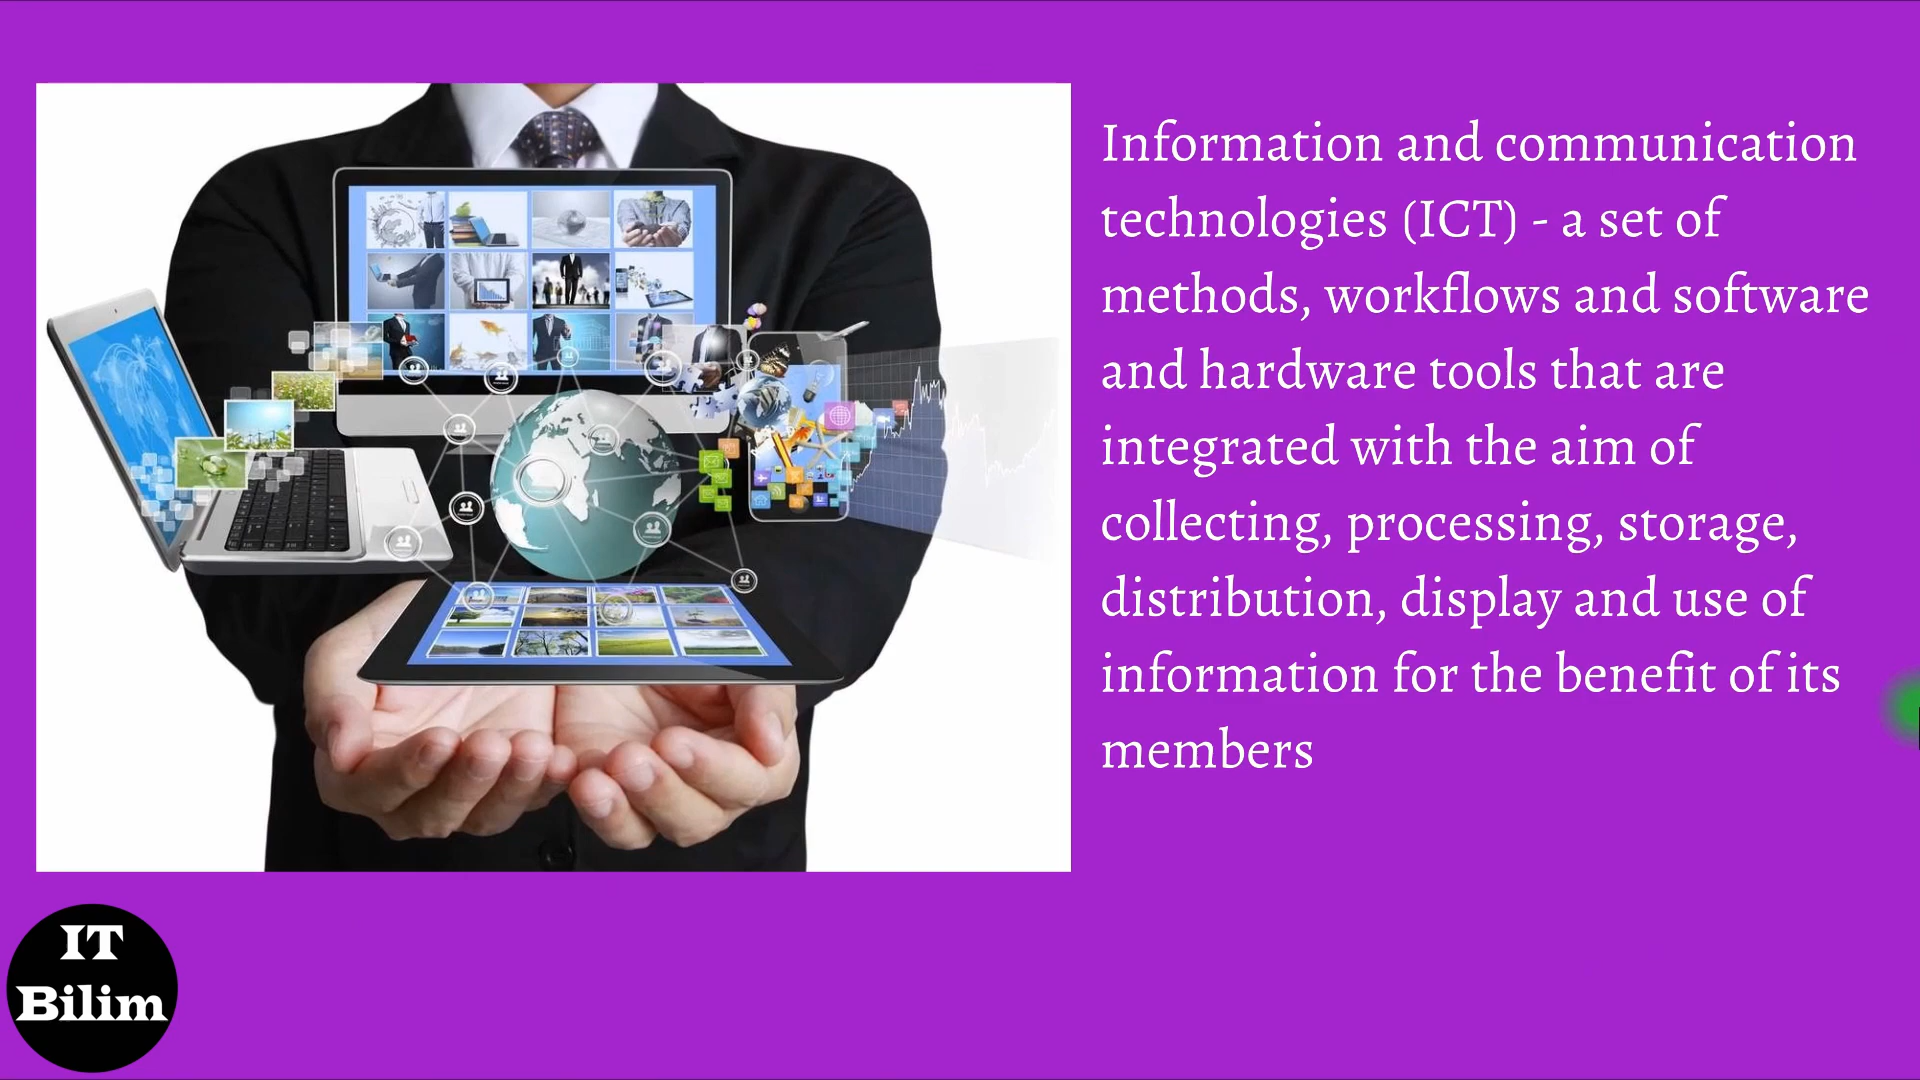 Information and communication
technologies (ICT) - a set of
methods, workflows and software
and hardware tools that are
integrated with the aim of
collecting, processing, storage,
distribution, display and use of
information for the benefit of its
members
IT
Bilim